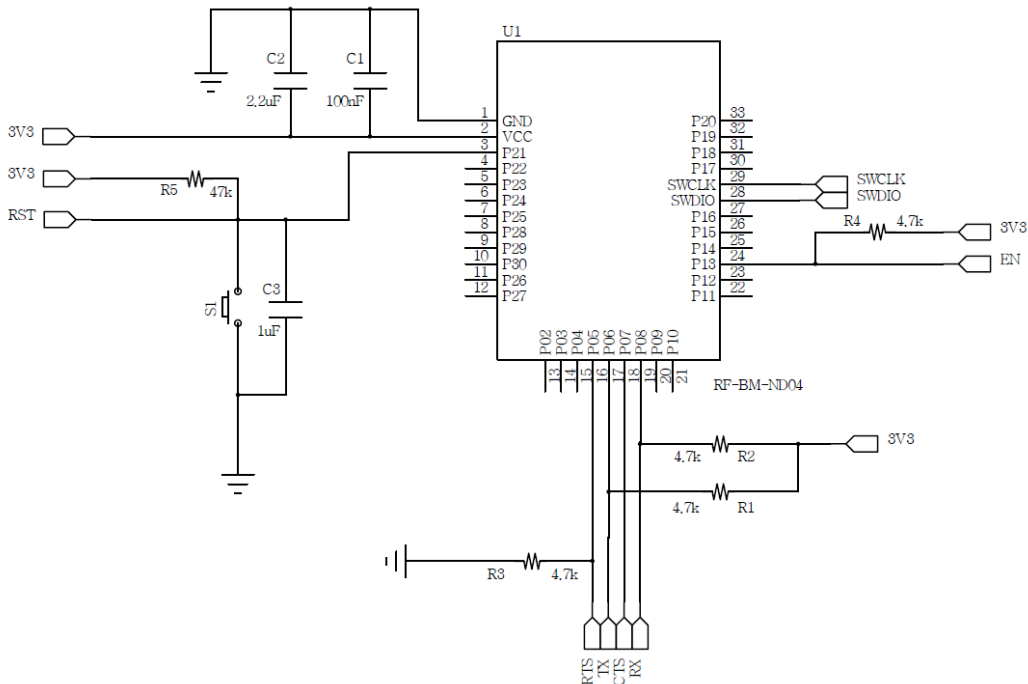 U1
C2
C1
2.2uF
100nF
3V3
3V3
R5
47k
RST
S1
C3
1uF
1 GND
2 VCC
3 P21
4 P22
5 P23
6 P24
7 P25
8 P28
9 P29
10 P30
11 P26
12 P27
P20 33
P19 32
P18 31
P17 30
SWCLK 29
SWDIO 28
P16 27
P15 26
P14 25
P13 24
P12 23
P11 22
SWCLK
SWDIO
R4
4.7k
3V3
EN
P02
P03
P04
P05
P06
P07
P08
P09
P10
13
14
15
16
17
18
19
20
21
RF-BM-ND04
4.7k
R2
3V3
4.7k
R1
R3
4.7k
RTS
TX
CTS
RX